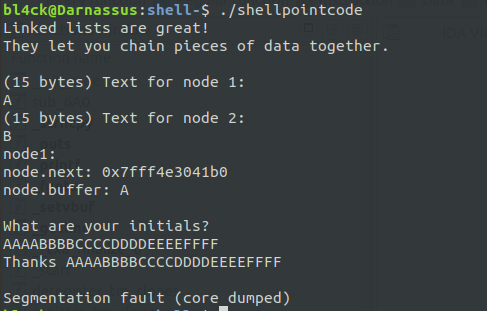 bl4ck@Darnassus:shell-$ ./shellpointcode
Linked lists are great!
They let you chain pieces of data together.
(15 bytes) Text for node 1:
A
(15 bytes) Text for node 2:
B
node1:
node.next: 0x7fff4e3041b0
node.buffer: A
What are your initials?
AAAABBBBCCCCDDDDEEEEFFFF
Thanks AAAABBBBCCCCDDDDEEEEFFFF
Segmentation fault (core dumped)